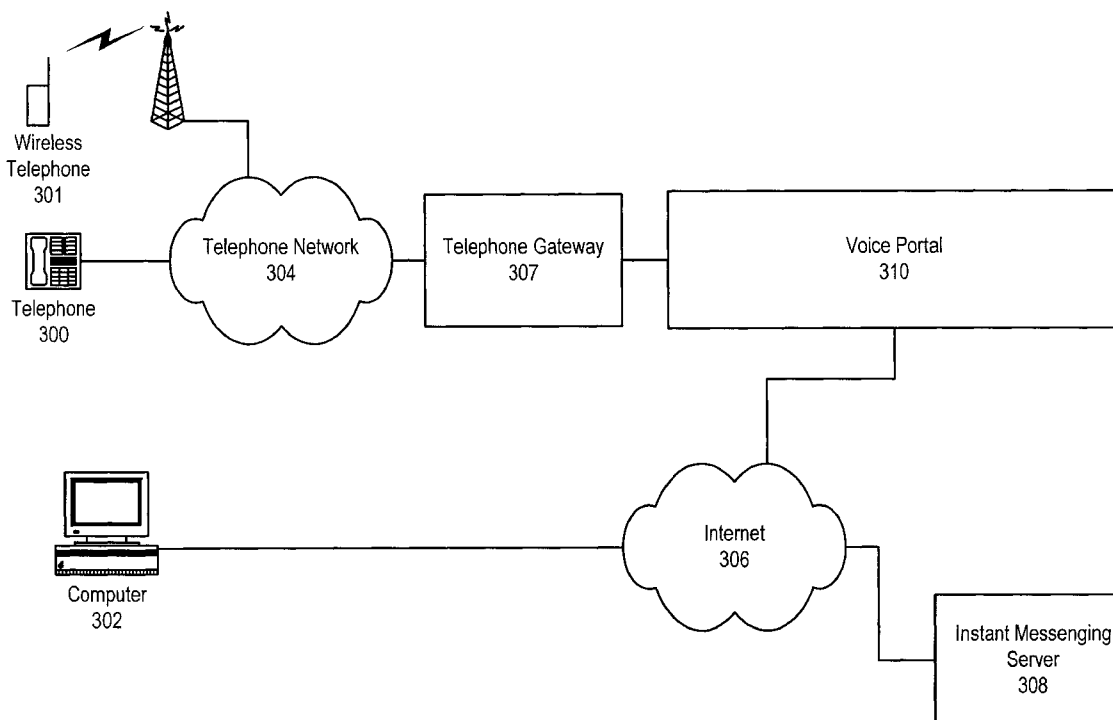 Wireless
Telephone
301
Telephone
300
Telephone Network
304
Telephone Gateway
307
Voice Portal
310
Internet
306
Computer
302
Instant Messenging
Server
308